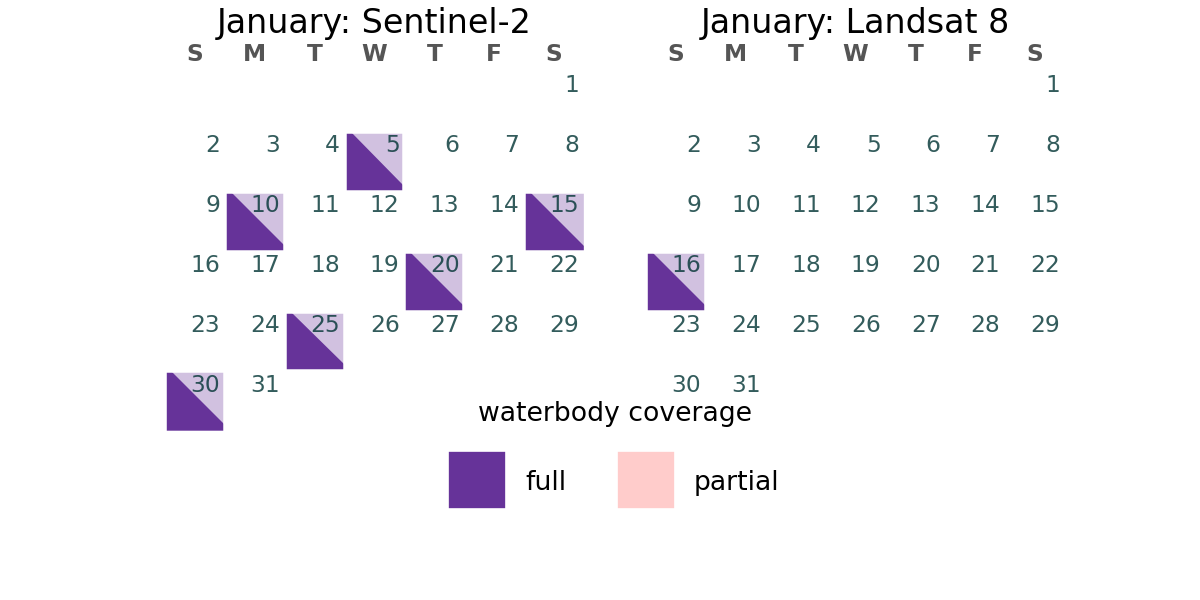 January: Sentinel-2
S M T W T F S
1
2 3 4 5 6 7 8
9 10 11 12 13 14 15
16 17 18 19 20 21 22
23 24 25 26 27 28 29
30 31
January: Landsat 8
S M T W T F S
1
2 3 4 5 6 7 8
9 10 11 12 13 14 15
16 17 18 19 20 21 22
23 24 25 26 27 28 29
30 31
waterbody coverage
full
partial